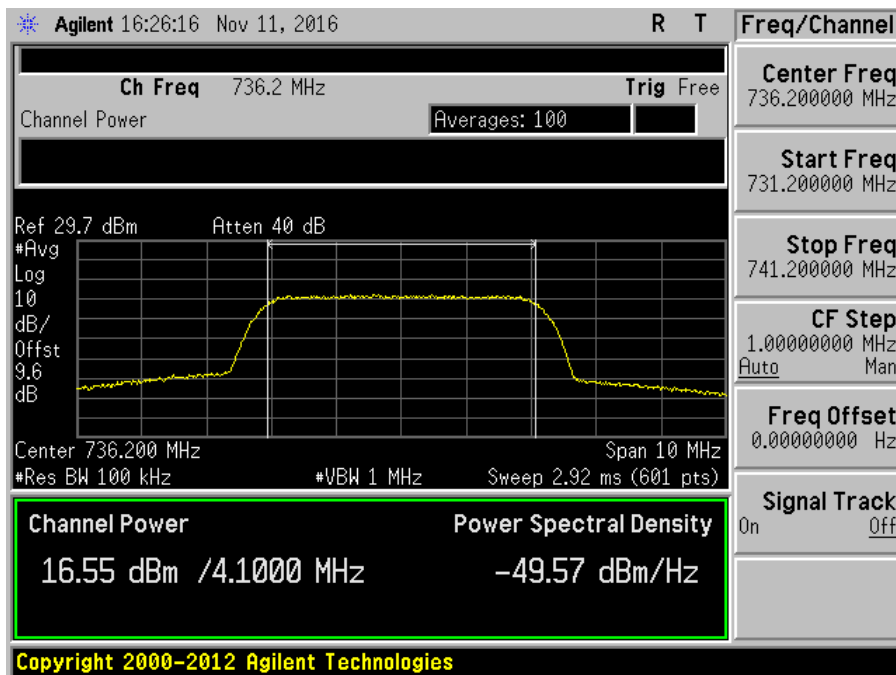 Agilent 16:26:16 Nov 11, 2016 R T
Freq/Channel
Ch Freq 736.2 MHz Trig Free
Channel Power Averages: 100
Ref 29.7 dBm Atten 40 dB
#Avg
Log
10
dB/
Offst
9.6
dB
Center 736.200 MHz Span 10 MHz
#Res BW 100 kHz #VBW 1 MHz Sweep 2.92 ms (601 pts)
Channel Power Power Spectral Density
16.55 dBm /4.1000 MHz -49.57 dBm/Hz
Center Freq
736.200000 MHz
Start Freq
731.200000 MHz
Stop Freq
741.200000 MHz
CF Step
1.00000000 MHz
Auto Man
Freq Offset
0.00000000 Hz
Signal Track
On Off
Copyright 2000-2012 Agilent Technologies